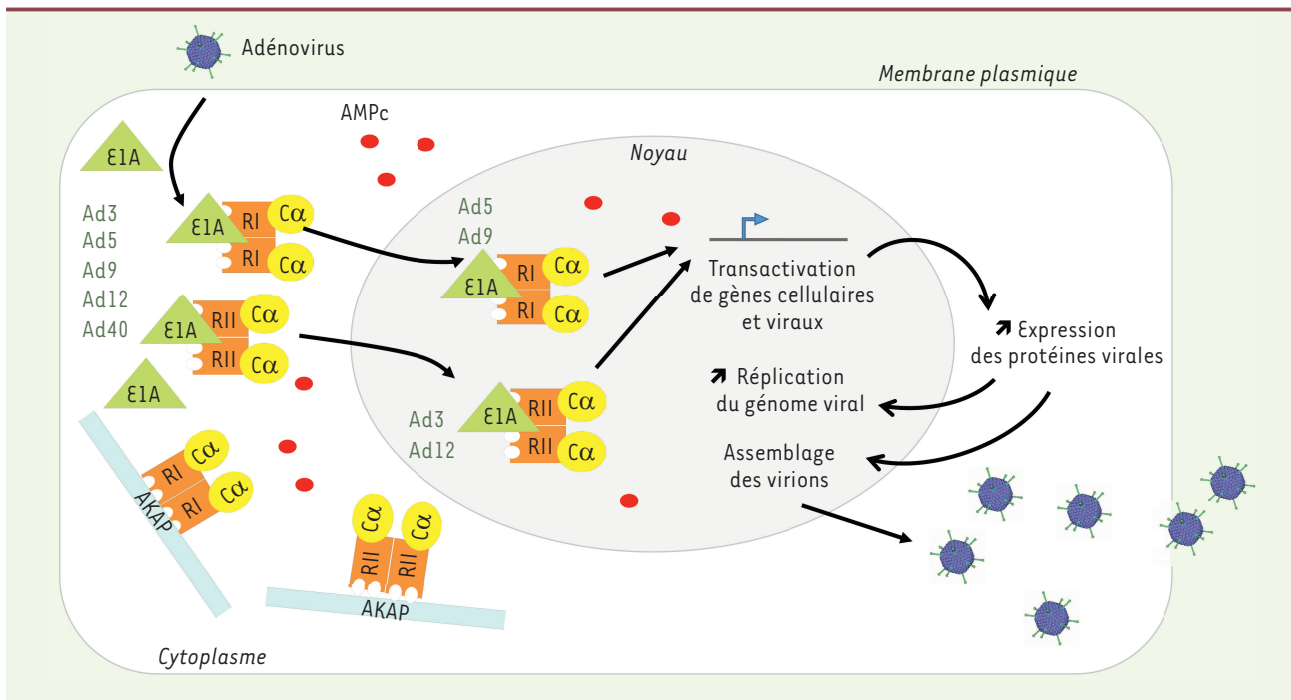 Adénovirus
Membrane plasmique
AMPc
Noyau
E1A
Ad3
Ad5
Ad9
Ad12
Ad40
E1A
RI
Cα
RI
Cα
E1A
RII
Cα
RII
Cα
E1A
Ad5
Ad9
E1A
RI
Cα
RI
Cα
Ad3
Ad12
E1A
RII
Cα
RII
Cα
Transactivation
de gènes cellulaires
et viraux
↗ Expression
des protéines virales
↗ Réplication
du génome viral
Assemblage
des virions
RI
Cα
RI
Cα
AKAP
Cα
Cα
RII
RII
AKAP
Cytoplasme